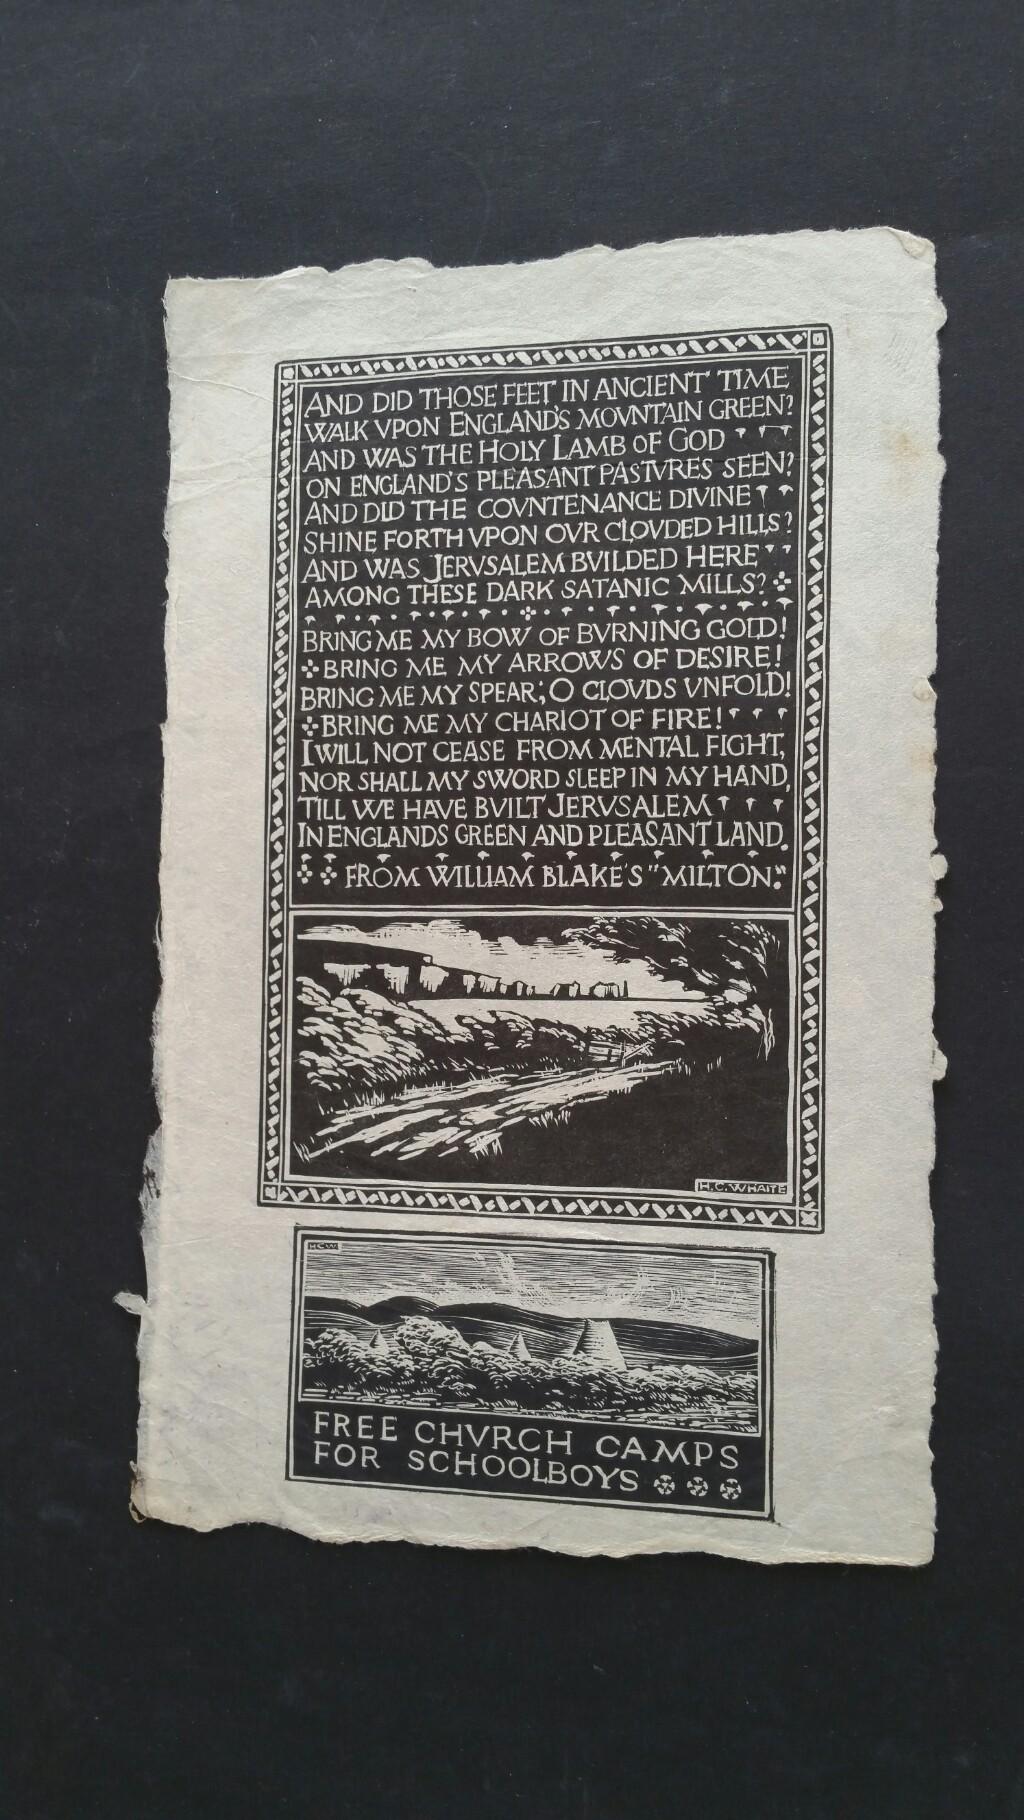 AND DID THOSE FEET IN ANCIENT TIME
WALK VPON ENGLAND'S MOVNTAIN GREEN?
AND WAS THE HOLY LAMB OF GOD
ON ENGLAND'S PLEASANT PASTVRES SEEN?
AND DID THE COVNTENANCE DIVINE
SHINE FORTH VPON OVR CLOVDED HILLS?
AND WAS JERVSALEM BVILDED HERE
AMONG THESE DARK SATANIC MILLS?
BRING ME MY BOW OF BVRNING GOLD!
BRING ME MY ARROWS OF DESIRE!
BRING ME MY SPEAR; O CLOVDS VNFOLD!
BRING ME MY CHARIOT OF FIRE!
I WILL NOT CEASE FROM MENTAL FIGHT,
NOR SHALL MY SWORD SLEEP IN MY HAND,
TILL WE HAVE BVILT JERVSALEM
IN ENGLANDS GREEN AND PLEASANT LAND.
FROM WILLIAM BLAKE'S "MILTON."
H.C. WHAITE
HCW
FREE CHVRCH CAMPS
FOR SCHOOLBOYS